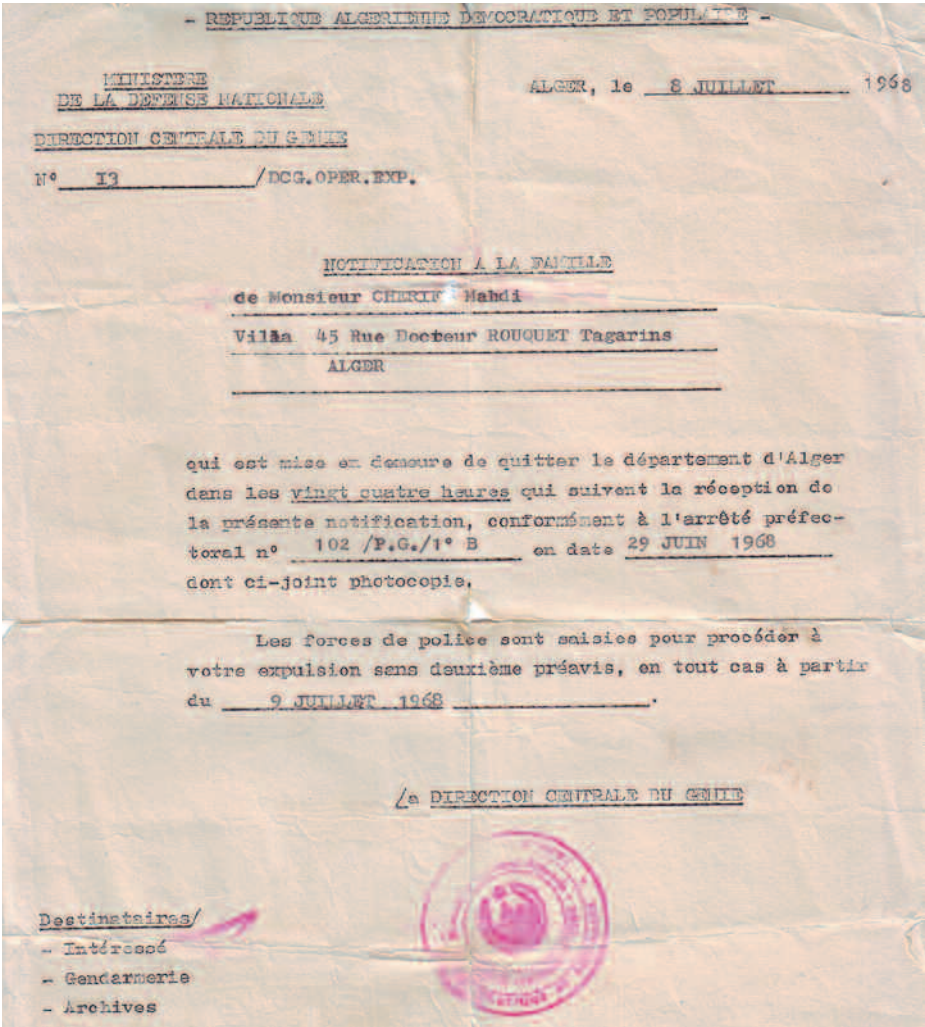 - REPUBLIQUE ALGERIENNE DEMOCRATIQUE ET POPULAIRE -
MINISTERE
DE LA DEFENSE NATIONALE
ALGER, le 8 JUILLET 1968
DIRECTION CENTRALE DU GENIE
N° I3 /DCG.OPER.EXP.
NOTIFICATION A LA FAMILLE
de Monsieur CHERIF Mahdi
Villa 45 Rue Docteur ROUQUET Tagarins
ALGER
qui est mise en demeure de quitter le département d'Alger
dans les vingt quatre heures qui suivent la réception de
la présente notification, conformément à l'arrêté préfec-
toral n° 102 /P.G./1° B en date 29 JUIN 1968
dont ci-joint photocopie.
Les forces de police sont saisies pour procéder à
votre expulsion sans deuxième préavis, en tout cas à partir
du 9 JUILLET 1968.
/a DIRECTION CENTRALE DU GENIE
Destinataires/
- Intéressé
- Gendarmerie
- Archives